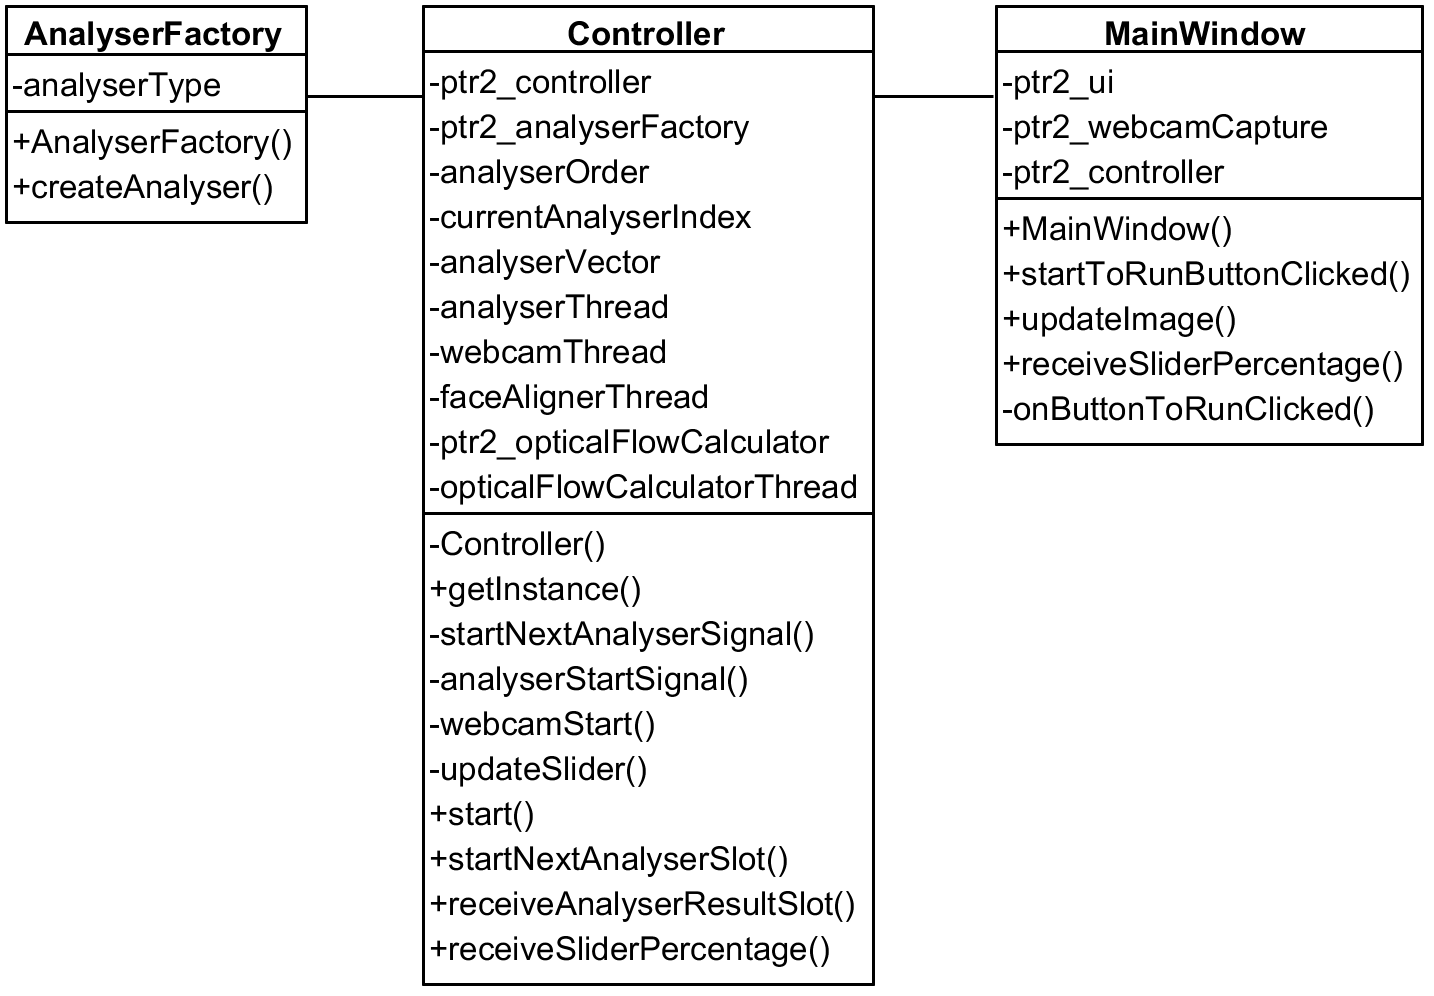 AnalyserFactory
-analyserType
+AnalyserFactory()
+createAnalyser()
Controller
-ptr2_controller
-ptr2_analyserFactory
-analyserOrder
-currentAnalyserIndex
-analyserVector
-analyserThread
-webcamThread
-faceAlignerThread
-ptr2_opticalFlowCalculator
-opticalFlowCalculatorThread
-Controller()
+getInstance()
-startNextAnalyserSignal()
-analyserStartSignal()
-webcamStart()
-updateSlider()
+start()
+startNextAnalyserSlot()
+receiveAnalyserResultSlot()
+receiveSliderPercentage()
MainWindow
-ptr2_ui
-ptr2_webcamCapture
-ptr2_controller
+MainWindow()
+startToRunButtonClicked()
+updateImage()
+receiveSliderPercentage()
-onButtonToRunClicked()